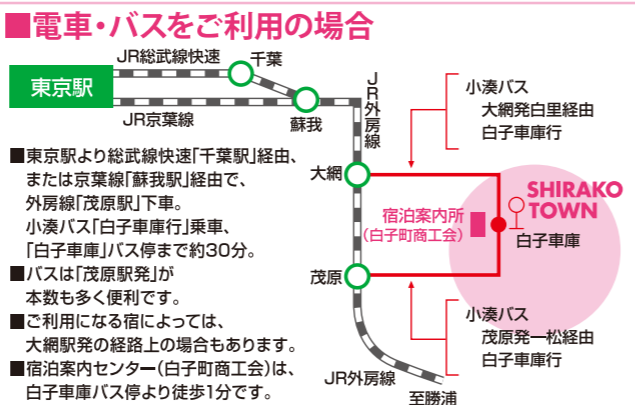 ■電車・バスをご利用の場合
JR総武線快速
千葉
東京駅
JR京葉線
蘇我
JR外房線
小湊バス
大網発白里経由
白子車庫行
■東京駅より総武線快速「千葉駅」経由、
または京葉線「蘇我駅」経由で、
外房線「茂原駅」下車。
小湊バス「白子車庫行」乗車、
「白子車庫」バス停まで約30分。
■バスは「茂原駅発」が
本数も多く便利です。
■ご利用になる宿によっては、
大網駅発の経路上の場合もあります。
■宿泊案内センター(白子町商工会)は、
白子車庫バス停より徒歩1分です。
大網
SHIRAKO
TOWN
宿泊案内所
(白子町商工会)
白子車庫
茂原
小湊バス
茂原発一松経由
白子車庫行
JR外房線
至勝浦